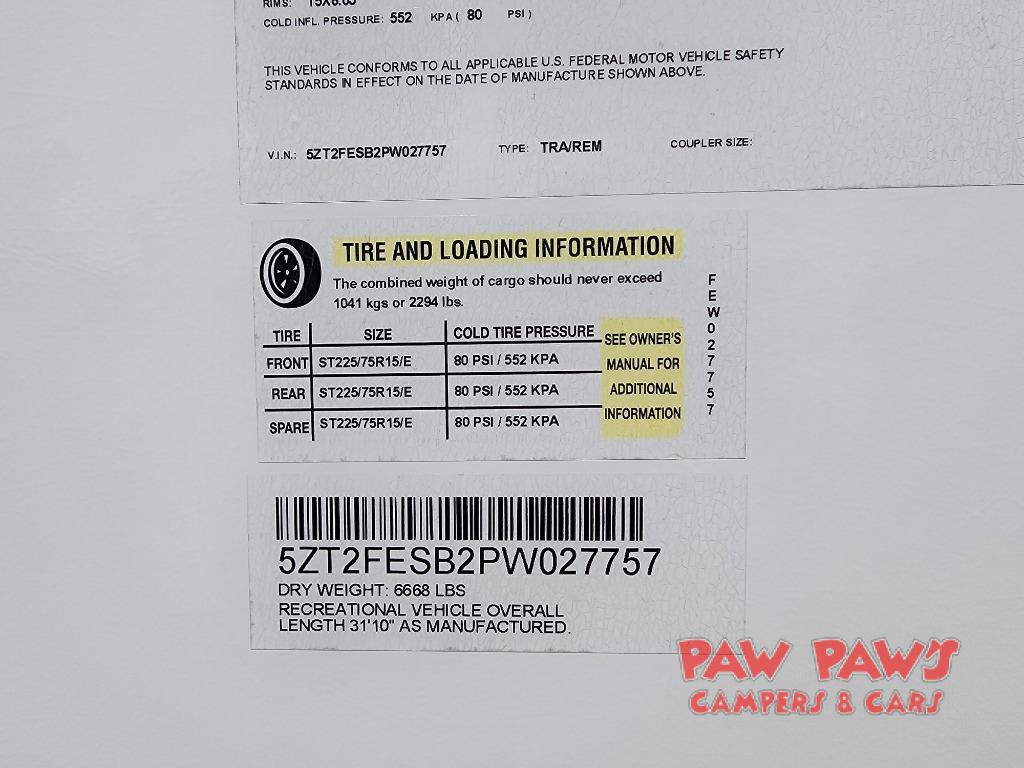 RIMS: 15X6.0J
COLD INFL. PRESSURE: 552 KPA ( 80 PSI )
THIS VEHICLE CONFORMS TO ALL APPLICABLE U.S. FEDERAL MOTOR VEHICLE SAFETY
STANDARDS IN EFFECT ON THE DATE OF MANUFACTURE SHOWN ABOVE.
V.I.N.: 5ZT2FESB2PW027757 TYPE: TRA/REM COUPLER SIZE:
TIRE AND LOADING INFORMATION
The combined weight of cargo should never exceed
1041 kgs or 2294 lbs.
TIRE SIZE COLD TIRE PRESSURE
FRONT ST225/75R15/E 80 PSI / 552 KPA
REAR ST225/75R15/E 80 PSI / 552 KPA
SPARE ST225/75R15/E 80 PSI / 552 KPA
SEE OWNER'S
MANUAL FOR
ADDITIONAL
INFORMATION
FEW027757
5ZT2FESB2PW027757
DRY WEIGHT: 6668 LBS
RECREATIONAL VEHICLE OVERALL
LENGTH 31'10" AS MANUFACTURED.
PAW PAW'S
CAMPERS & CARS